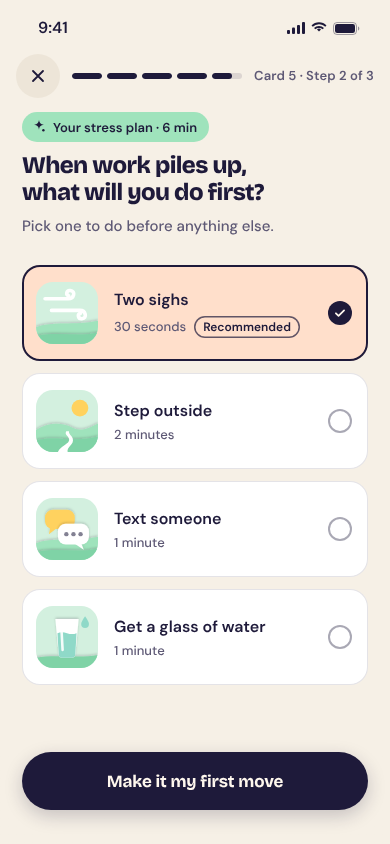 9:41
Card 5 · Step 2 of 3
Your stress plan · 6 min
When work piles up,
what will you do first?
Pick one to do before anything else.
Two sighs
30 seconds Recommended
Step outside
2 minutes
Text someone
1 minute
Get a glass of water
1 minute
Make it my first move